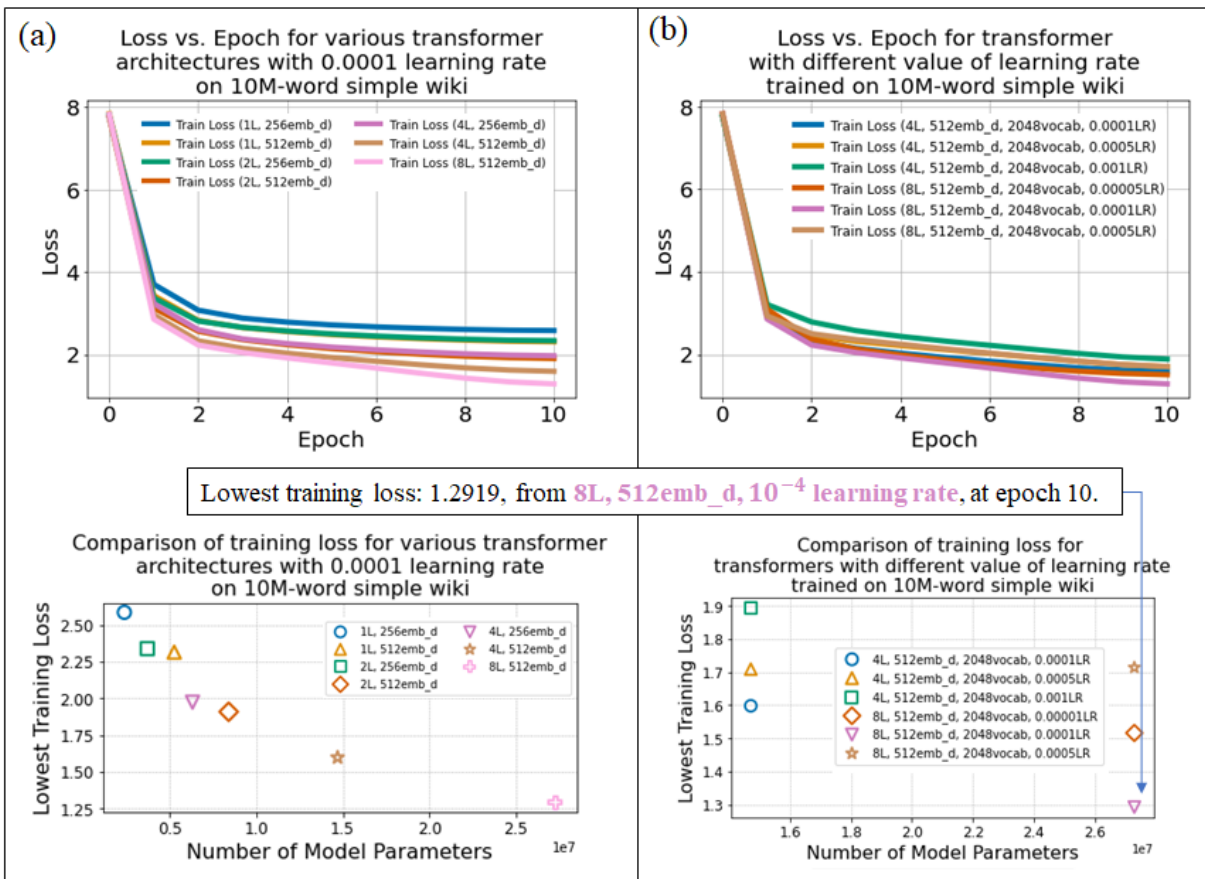 (a)
Loss vs. Epoch for various transformer
architectures with 0.0001 learning rate
on 10M-word simple wiki
Loss
8
6
4
2
Train Loss (1L, 256emb_d)
Train Loss (1L, 512emb_d)
Train Loss (2L, 256emb_d)
Train Loss (2L, 512emb_d)
Train Loss (4L, 256emb_d)
Train Loss (4L, 512emb_d)
Train Loss (8L, 512emb_d)
0 2 4 6 8 10
Epoch
(b)
Loss vs. Epoch for transformer
with different value of learning rate
trained on 10M-word simple wiki
Loss
8
6
4
2
Train Loss (4L, 512emb_d, 2048vocab, 0.0001LR)
Train Loss (4L, 512emb_d, 2048vocab, 0.0005LR)
Train Loss (4L, 512emb_d, 2048vocab, 0.001LR)
Train Loss (8L, 512emb_d, 2048vocab, 0.00005LR)
Train Loss (8L, 512emb_d, 2048vocab, 0.0001LR)
Train Loss (8L, 512emb_d, 2048vocab, 0.0005LR)
0 2 4 6 8 10
Epoch
Lowest training loss: 1.2919, from 8L, 512emb_d, 10⁻⁴ learning rate, at epoch 10.
Comparison of training loss for various transformer
architectures with 0.0001 learning rate
on 10M-word simple wiki
Lowest Training Loss
2.50
2.25
2.00
1.75
1.50
1.25
1L, 256emb_d
1L, 512emb_d
2L, 256emb_d
2L, 512emb_d
4L, 256emb_d
4L, 512emb_d
8L, 512emb_d
0.5 1.0 1.5 2.0 2.5
1e7
Number of Model Parameters
Comparison of training loss for
transformers with different value of learning rate
trained on 10M-word simple wiki
Lowest Training Loss
1.9
1.8
1.7
1.6
1.5
1.4
1.3
4L, 512emb_d, 2048vocab, 0.0001LR
4L, 512emb_d, 2048vocab, 0.0005LR
4L, 512emb_d, 2048vocab, 0.001LR
8L, 512emb_d, 2048vocab, 0.00001LR
8L, 512emb_d, 2048vocab, 0.0001LR
8L, 512emb_d, 2048vocab, 0.0005LR
1.6 1.8 2.0 2.2 2.4 2.6
1e7
Number of Model Parameters